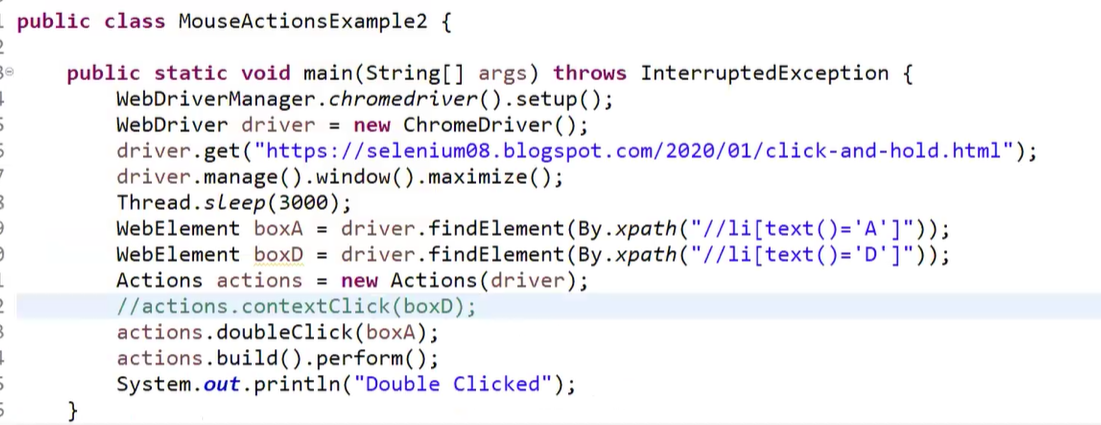 public class MouseActionsExample2 {
public static void main(String[] args) throws InterruptedException {
WebDriverManager.chromedriver().setup();
WebDriver driver = new ChromeDriver();
driver.get("https://selenium08.blogspot.com/2020/01/click-and-hold.html");
driver.manage().window().maximize();
Thread.sleep(3000);
WebElement boxA = driver.findElement(By.xpath("//li[text()='A']"));
WebElement boxD = driver.findElement(By.xpath("//li[text()='D']"));
Actions actions = new Actions(driver);
//actions.contextClick(boxD);
actions.doubleClick(boxA);
actions.build().perform();
System.out.println("Double Clicked");
}